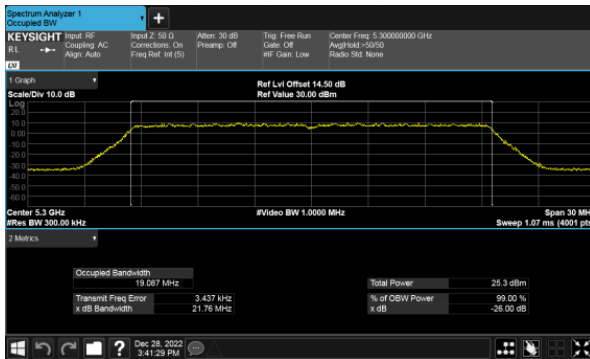 Spectrum Analyzer 1
Occupied BW
+
KEYSIGHT
RL
Input: RF
Coupling: AC
Align: Auto
Input Z: 50 Ω
Corrections: On
Freq Ref: Int (S)
Atten: 30 dB
Preamp: Off
Trig: Free Run
Gate: Off
#IF Gain: Low
Center Freq: 5.300000000 GHz
Avg|Hold >50/50
Radio Std: None
1 Graph
Scale/Div 10.0 dB
Ref Lvl Offset 14.50 dB
Ref Value 30.00 dBm
Log
20.0
10.0
0.00
-10.0
-20.0
-30.0
-40.0
-50.0
-60.0
Center 5.3 GHz
#Res BW 300.00 kHz
#Video BW 1.0000 MHz
Span 30 MH
Sweep 1.07 ms (4001 pts
2 Metrics
Occupied Bandwidth
19.087 MHz
Transmit Freq Error 3.437 kHz
x dB Bandwidth 21.76 MHz
Total Power 25.3 dBm
% of OBW Power 99.00 %
x dB -26.00 dB
?
Dec 28, 2022
3:41:29 PM